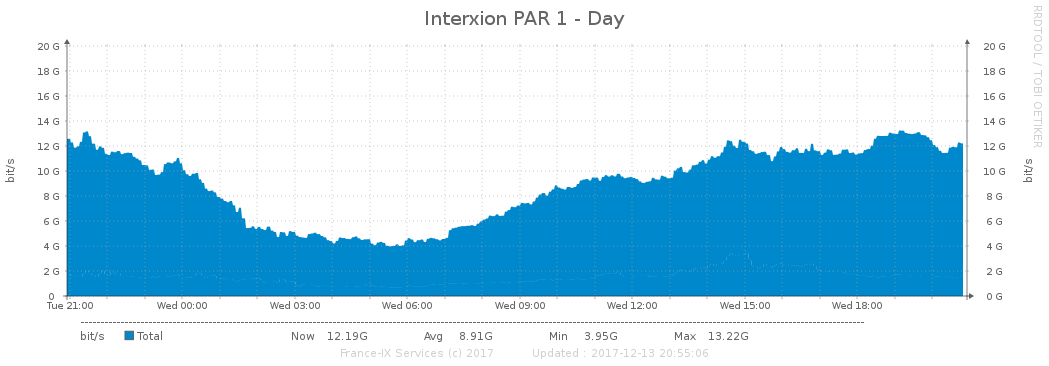 Interxion PAR 1 - Day
RRDTOOL / TOBI OETIKER
bit/s
20 G 20 G
18 G 18 G
16 G 16 G
14 G 14 G
12 G 12 G
10 G 10 G
8 G 8 G
6 G 6 G
4 G 4 G
2 G 2 G
0 0 G
bit/s
Tue 21:00 Wed 00:00 Wed 03:00 Wed 06:00 Wed 09:00 Wed 12:00 Wed 15:00 Wed 18:00
bit/s Total Now 12.19G Avg 8.91G Min 3.95G Max 13.22G
France-IX Services (c) 2017 Updated : 2017-12-13 20:55:06